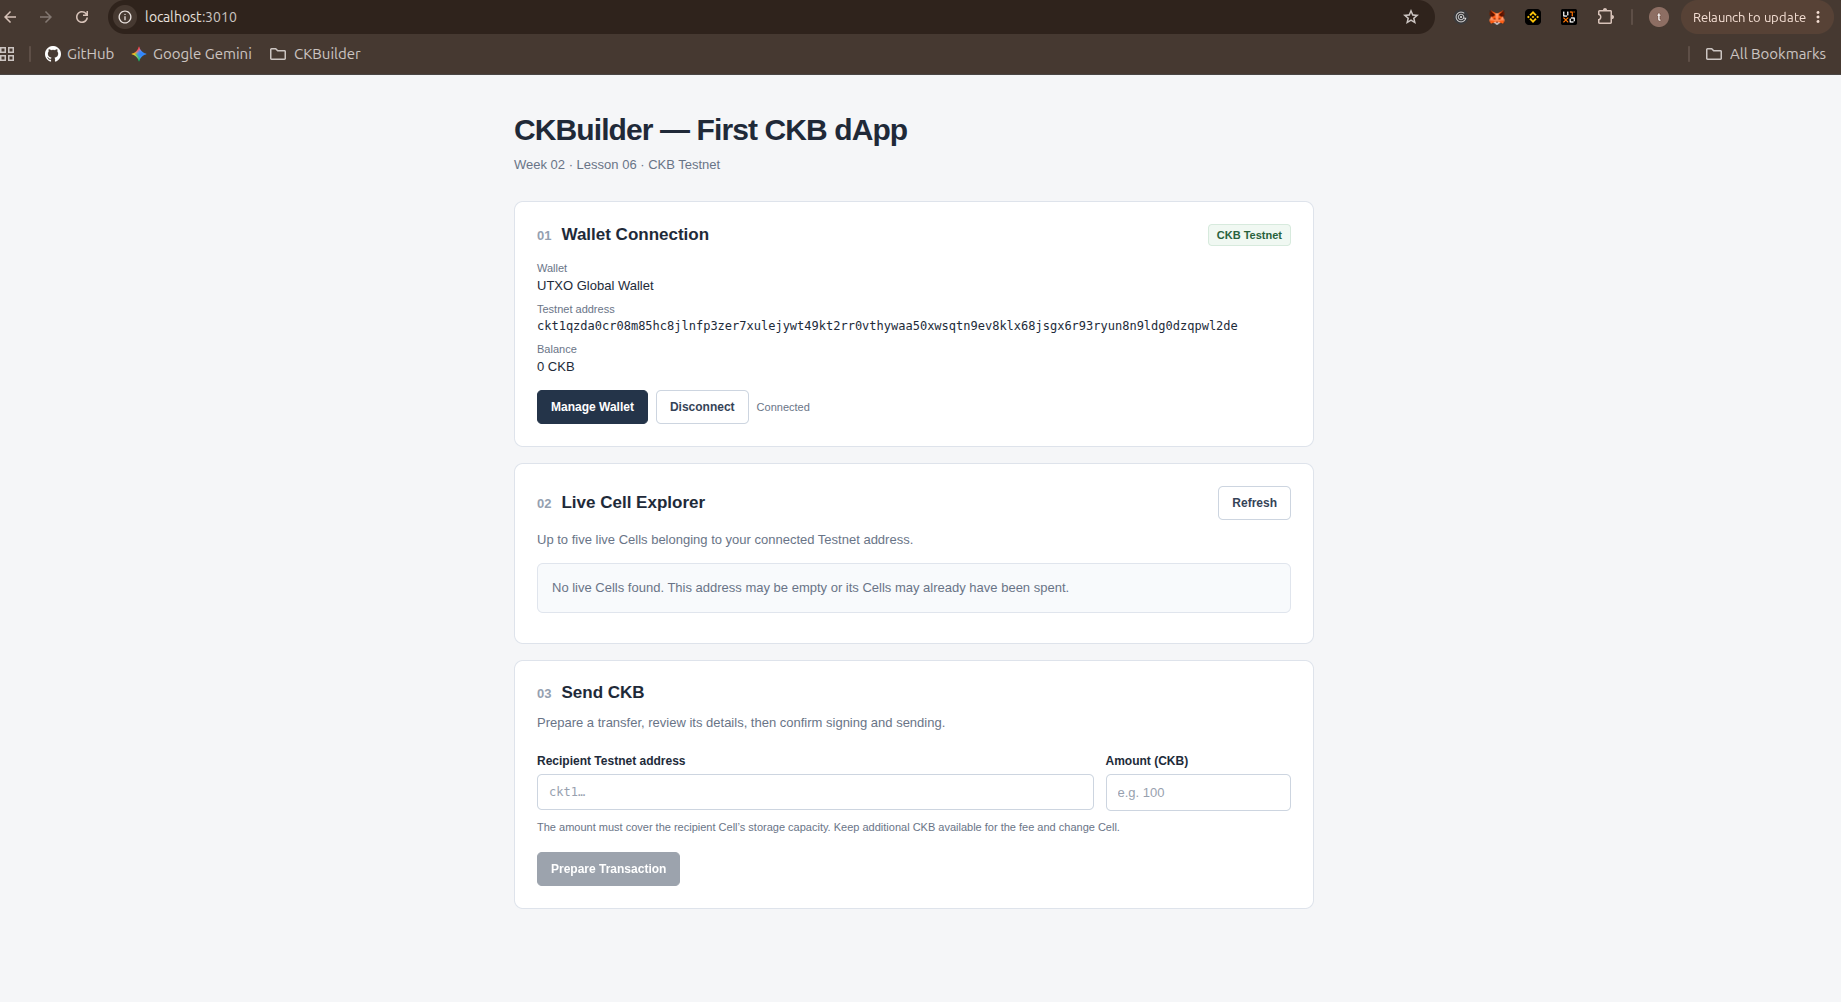 localhost:3010
t
Relaunch to update
GitHub
Google Gemini
CKBuilder
All Bookmarks
CKBuilder — First CKB dApp
Week 02 · Lesson 06 · CKB Testnet
01 Wallet Connection
CKB Testnet
Wallet
UTXO Global Wallet
Testnet address
ckt1qzda0cr08m85hc8jlnfp3zer7xulejywt49kt2rr0vthywaa50xwsqtn9ev8klx68jsgx6r93ryun8n9ldg0dzqpwl2de
Balance
0 CKB
Manage Wallet
Disconnect
Connected
02 Live Cell Explorer
Refresh
Up to five live Cells belonging to your connected Testnet address.
No live Cells found. This address may be empty or its Cells may already have been spent.
03 Send CKB
Prepare a transfer, review its details, then confirm signing and sending.
Recipient Testnet address
Amount (CKB)
ckt1…
e.g. 100
The amount must cover the recipient Cell's storage capacity. Keep additional CKB available for the fee and change Cell.
Prepare Transaction